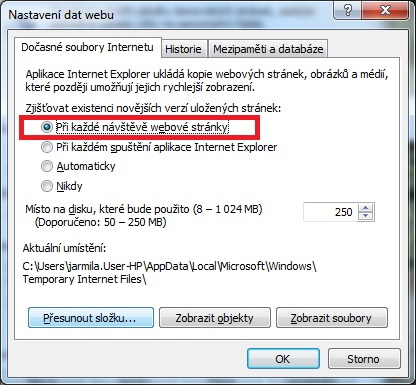 Nastavení dat webu
Dočasné soubory Internetu
Historie
Mezipaměti a databáze
Aplikace Internet Explorer ukládá kopie webových stránek, obrázků a médií,
které později umožňují jejich rychlejší zobrazení.
Zjišťovat existenci novějších verzí uložených stránek:
Při každé návštěvě webové stránky
Při každém spuštění aplikace Internet Explorer
Automaticky
Nikdy
Místo na disku, které bude použito (8 – 1 024 MB)
250
(Doporučeno: 50 – 250 MB)
Aktuální umístění:
C:\Users\jarmila.User-HP\AppData\Local\Microsoft\Windows\
Temporary Internet Files\
Přesunout složku...
Zobrazit objekty
Zobrazit soubory
OK
Storno